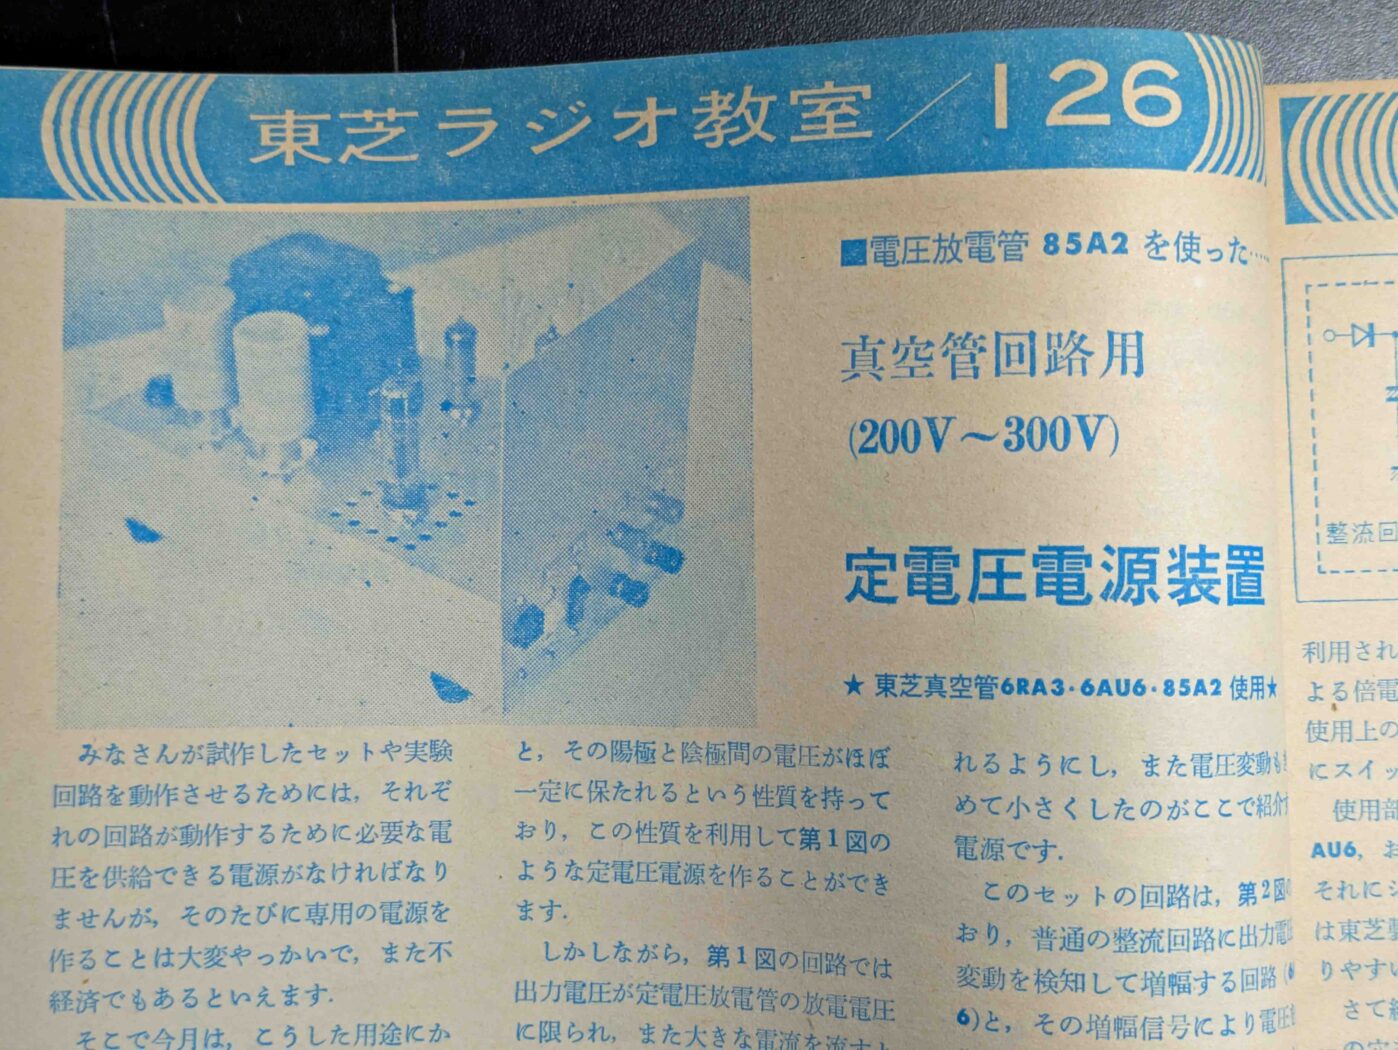 東芝ラジオ教室／126
■電圧放電管 85A2 を使った……
真空管回路用
(200V〜300V)
定電圧電源装置
★ 東芝真空管6RA3・6AU6・85A2 使用★
みなさんが試作したセットや実験
回路を動作させるためには，それぞ
れの回路が動作するために必要な電
圧を供給できる電源がなければなり
ませんが，そのたびに専用の電源を
作ることは大変やっかいで，また不
経済でもあるといえます．
そこで今月は，こうした用途にか
と，その陽極と陰極間の電圧がほぼ
一定に保たれるという性質を持って
おり，この性質を利用して第1図の
ような定電圧電源を作ることができ
ます．
しかしながら，第1図の回路では
出力電圧が定電圧放電管の放電電圧
に限られ，また大きな電流を流すと
れるようにし，また電圧変動も
めて小さくしたのがここで紹介
電源です．
このセットの回路は，第2図
おり，普通の整流回路に出力電
変動を検知して増幅する回路
6)と，その増幅信号により電圧
整流回
利用され
よる倍電
使用上の
にスイッ
使用部
AU6，お
それにシ
は東芝
りやすい
さて